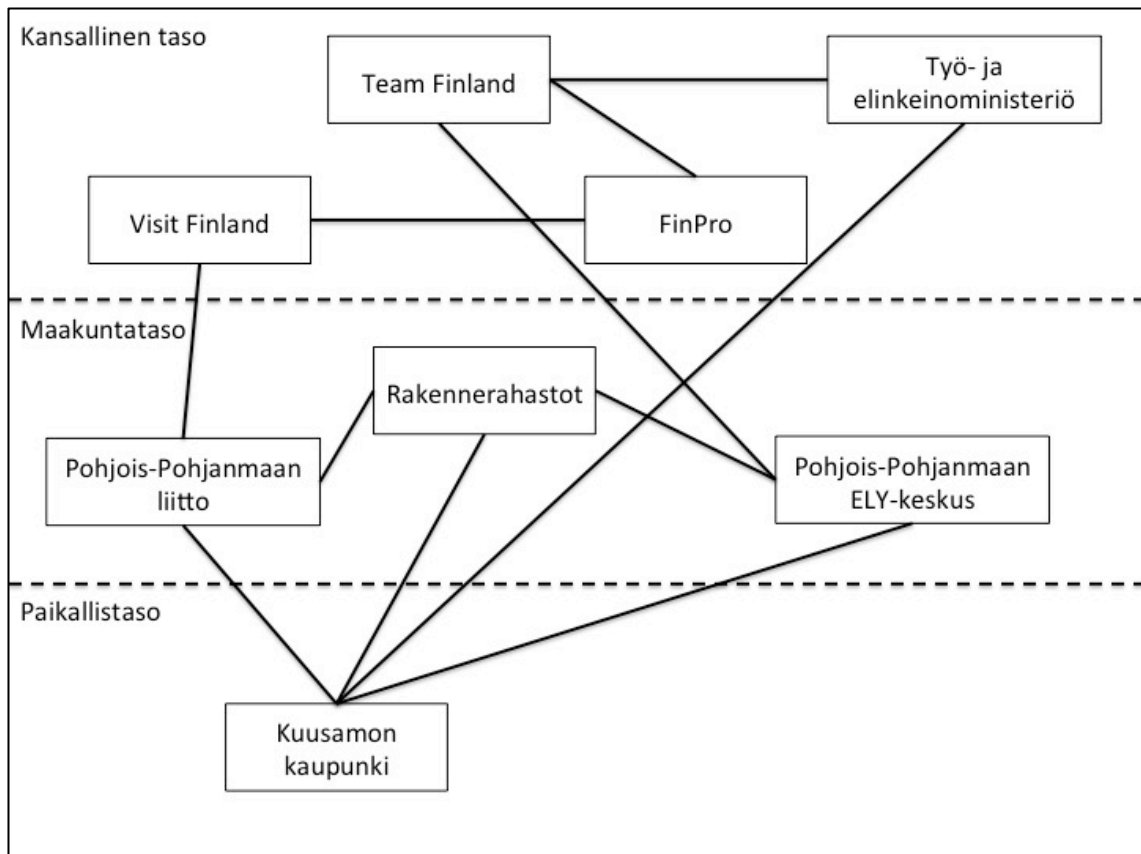 Kansallinen taso
Team Finland
Työ- ja
elinkeinoministeriö
Visit Finland
FinPro
Maakuntataso
Rakennerahastot
Pohjois-Pohjanmaan
liitto
Pohjois-Pohjanmaan
ELY-keskus
Paikallistaso
Kuusamon
kaupunki